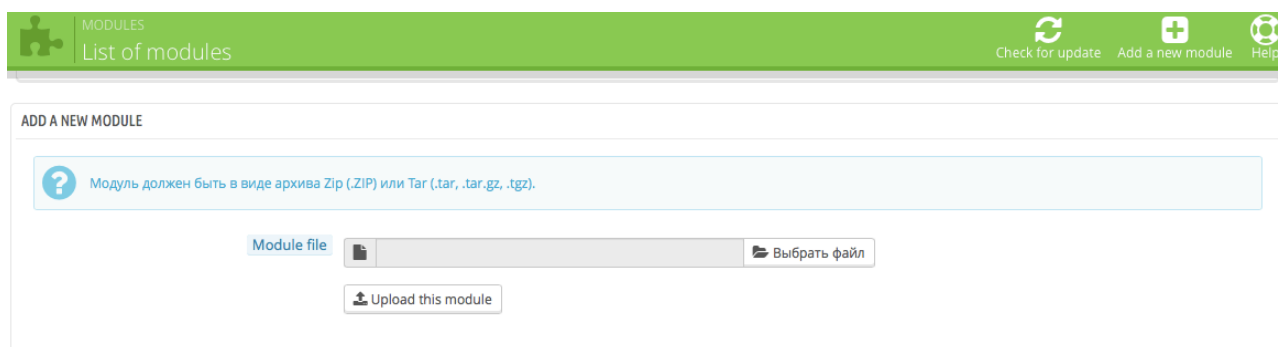 MODULES
List of modules
Check for update
Add a new module
Help
ADD A NEW MODULE
Модуль должен быть в виде архива Zip (.ZIP) или Tar (.tar, .tar.gz, .tgz).
Module file
Выбрать файл
Upload this module